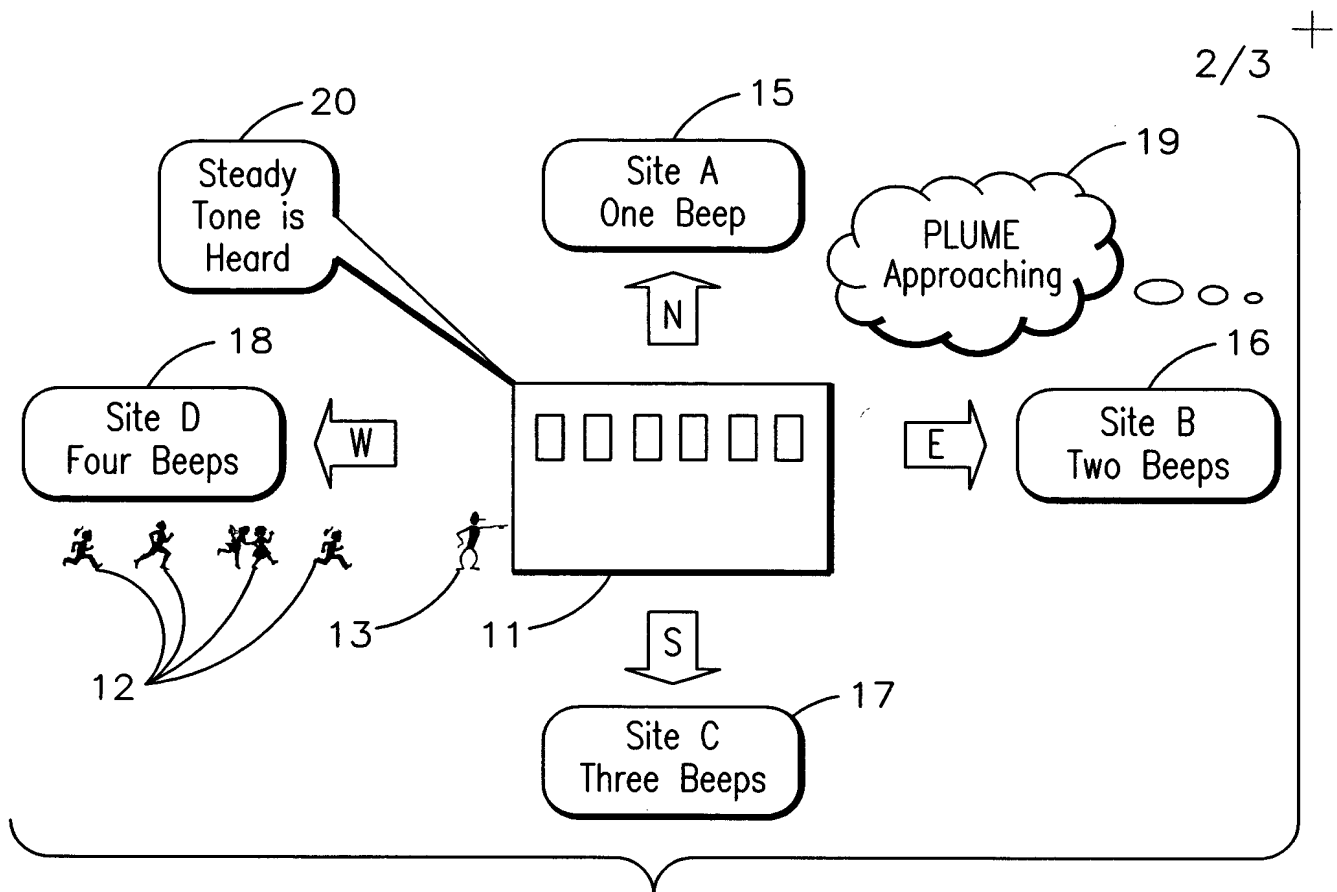 2/3
20
Steady
Tone is
Heard
15
Site A
One Beep
19
PLUME
Approaching
N
18
Site D
Four Beeps
W
E
16
Site B
Two Beeps
12
13
11
S
17
Site C
Three Beeps